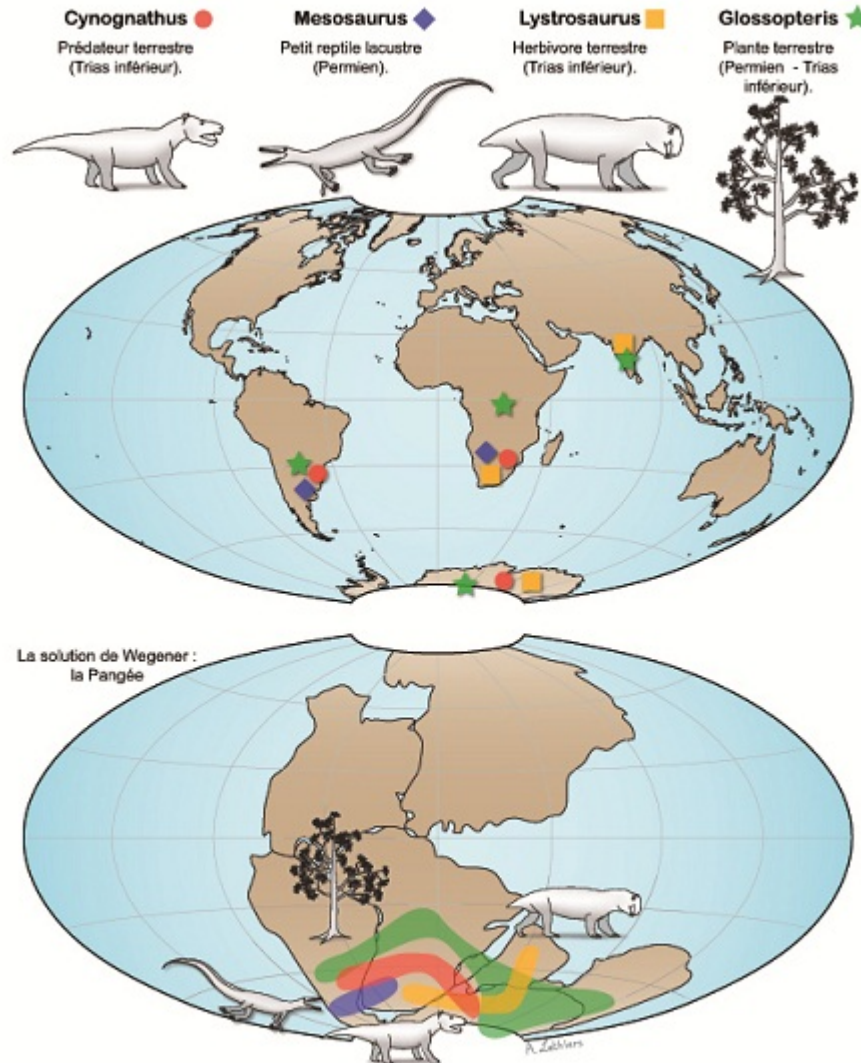 Cynognathus
Prédateur terrestre
(Trias inférieur).
Mesosaurus
Petit reptile lacustre
(Permien).
Lystrosaurus
Herbivore terrestre
(Trias inférieur).
Glossopteris
Plante terrestre
(Permien - Trias
inférieur).
La solution de Wegener :
la Pangée